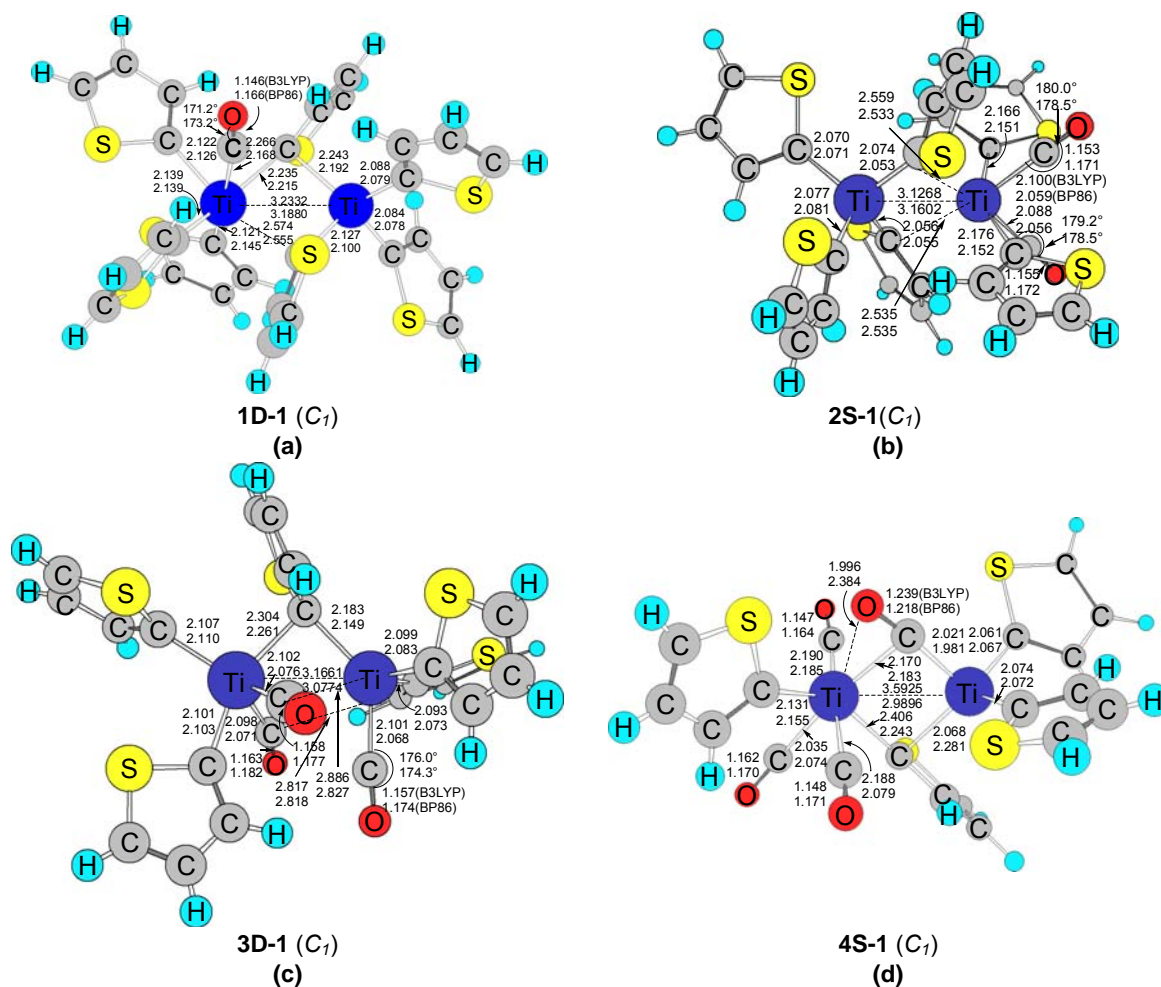 H
H
H
C
C
C
C
S
C
1.146(B3LYP)
1.166(BP86)
O
171.2°
173.2°
C
2.122
2.126
2.266
2.168
C
H
C
C
H
H
H
C
C
C
C
S
2.243
2.192
2.088
2.079
2.235
2.215
3.2332
3.1880
2.574
2.555
2.139
2.139
Ti
Ti
2.121
2.145
2.127
2.100
2.084
2.078
S
H
C
C
C
S
C
C
C
C
H
H
C
H
C
C
C
S
H
H
H
1D-1 (C1)
(a)
H
S
C
C
C
C
2.559
2.533
C
H
C
S
2.166
2.151
180.0°
178.5°
O
C
C
1.153
1.171
2.070
2.071
2.074
2.053
2.100(B3LYP)
2.059(BP86)
2.088
2.056
Ti
Ti
3.1268
3.1602
2.077
2.081
2.056
2.055
2.176
2.152
179.2°
178.5°
1.155
1.172
O
S
S
C
C
C
C
C
C
H
C
C
C
H
H
H
2.535
2.535
2S-1(C1)
(b)
H
C
C
H
H
C
C
S
C
S
C
H
C
2.107
2.110
2.304
2.261
2.183
2.149
2.099
2.083
S
C
C
C
C
S
H
H
H
2.102
2.076
3.1661
3.0774
Ti
Ti
2.101
2.103
2.098
2.071
C
C
O
O
1.163
1.182
1.158
1.177
2.817
2.818
2.886
2.827
2.101
2.068
2.093
2.073
176.0°
174.3°
C
1.157(B3LYP)
1.174(BP86)
O
S
C
C
C
C
H
H
H
3D-1 (C1)
(c)
H
H
C
C
C
C
S
1.996
2.384
1.147
1.164
O
C
O
C
1.239(B3LYP)
1.218(BP86)
2.190
2.185
2.021
1.981
2.061
2.067
2.170
2.183
3.5925
2.9896
2.406
2.243
2.074
2.072
Ti
Ti
2.131
2.155
2.035
2.074
2.188
2.079
2.068
2.281
1.162
1.170
C
O
1.148
1.171
C
O
C
C
H
C
S
C
C
C
C
H
C
C
C
C
S
H
H
4S-1 (C1)
(d)